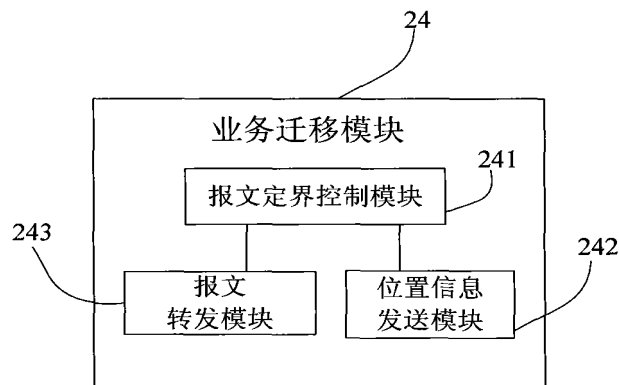 24
业务迁移模块
241
报文定界控制模块
243
242
报文
转发模块
位置信息
发送模块